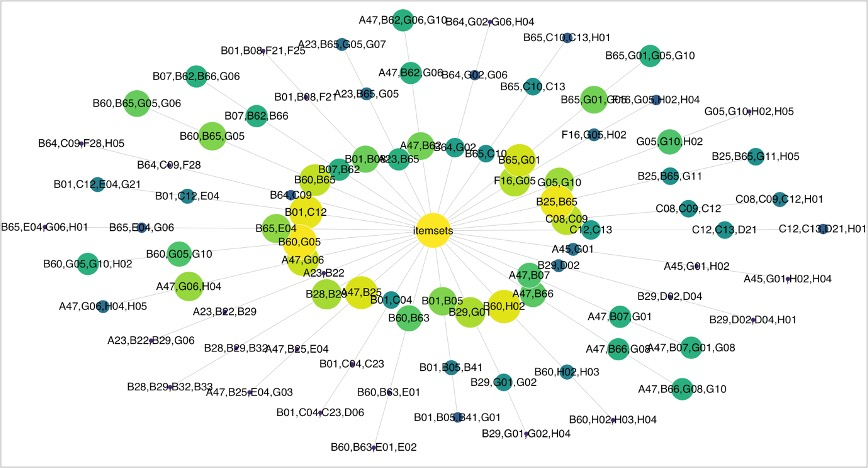 A47,B62,G06,G10
B64,G02,G06,H04
B65,C10,C13,H01
A23,B65,G05,G07
B01,B08,F21,F25
B65,G01,G05,G10
A47,B62,G06
B64,G02,G06
B07,B62,B66,G06
B65,C10,C13
A23,B65,G05
B01,B08,F21
B60,B65,G05,G06
B65,G01,G05
F16,G05,H02,H04
G05,G10,H02,H05
B07,B62,B66
B60,B65,G05
F16,G05,H02
B64,C09,F28,H05
G05,G10,H02
A47,B62
B64,G02
B65,C10
B01,B08
A23,B65
B65,G01
B25,B65,G11,H05
B64,C09,F28
B07,B62
B25,B65,G11
B60,B65
F16,G05
G05,G10
B01,C12,E04,G21
B01,C12,E04
B64,C09
B25,B65
C08,C09,C12,H01
B01,C12
C08,C09,C12
C08,C09
B65,E04,G06,H01
B65,E04,G06
B65,E04
itemsets
C12,C13
C12,C13,D21
C12,C13,D21,H01
B60,G05
A45,G01
B60,G05,G10
B60,G05,G10,H02
A47,G06
B29,D02
A45,G01,H02
A23,B22
A47,B07
A45,G01,H02,H04
A47,G06,H04
B28,B29
A47,B25
A47,B66
B29,D02,D04
B01,C04
B01,B05
B60,H02
A47,G06,H04,H05
A23,B22,B29
B60,B63
B29,G01
A47,B07,G01
B29,D02,D04,H01
A23,B22,B29,G06
B28,B29,B32
A47,B25,E04
A47,B66,G08
A47,B07,G01,G08
B01,C04,C23
B01,B05,B41
B60,H02,H03
B29,G01,G02
B28,B29,B32,B33
A47,B25,E04,G03
B60,B63,E01
A47,B66,G08,G10
B01,C04,C23,D06
B01,B05,B41,G01
B60,H02,H03,H04
B29,G01,G02,H04
B60,B63,E01,E02